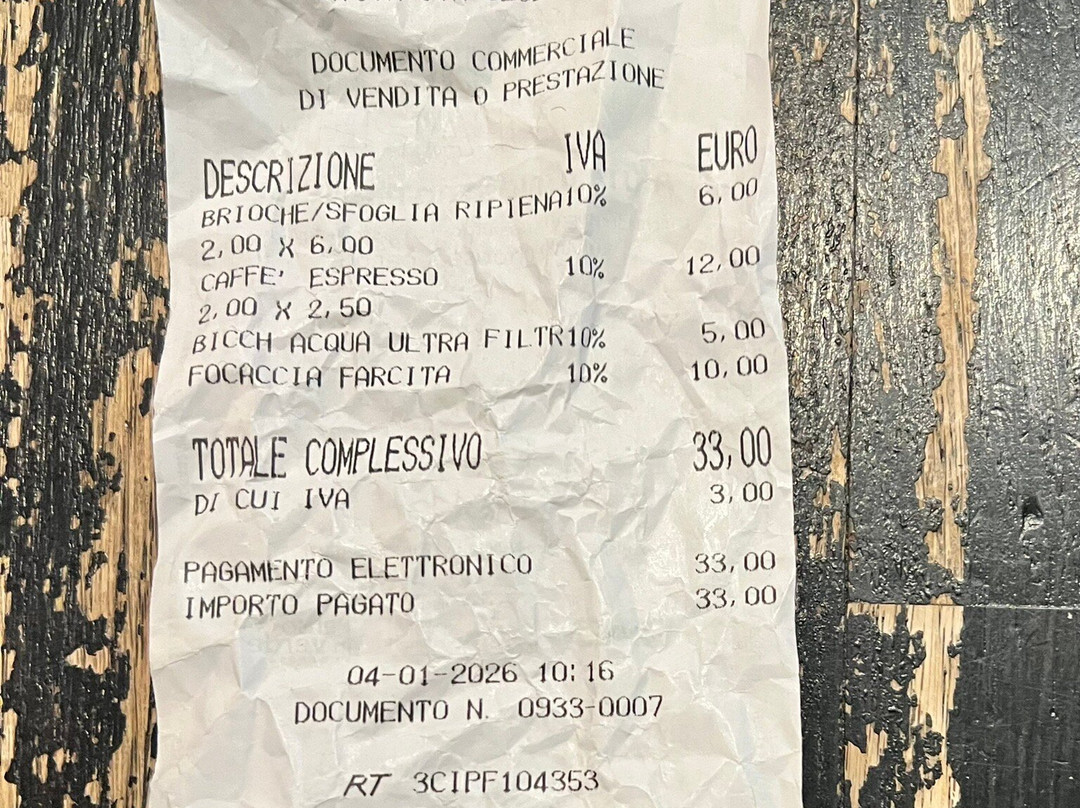 DOCUMENTO COMMERCIALE
DI VENDITA O PRESTAZIONE
DESCRIZIONE IVA EURO
BRIOCHE/SFOGLIA RIPIENA10% 6,00
2,00 X 6,00
CAFFE' ESPRESSO 10% 12,00
2,00 X 2,50
BICCH ACQUA ULTRA FILTR10% 5,00
FOCACCIA FARCITA 10% 10,00
TOTALE COMPLESSIVO 33,00
DI CUI IVA 3,00
PAGAMENTO ELETTRONICO 33,00
IMPORTO PAGATO 33,00
04-01-2026 10:16
DOCUMENTO N. 0933-0007
RT 3CIPF104353